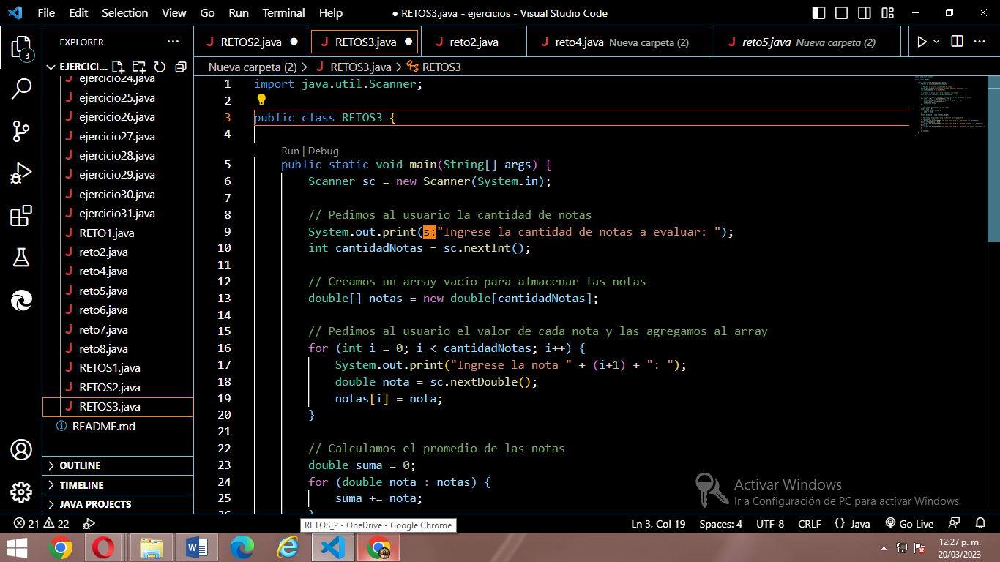 File Edit Selection View Go Run Terminal Help ● RETOS3.java - ejercicios - Visual Studio Code
EXPLORER ···
RETOS2.java ● RETOS3.java ● reto2.java reto4.java Nueva carpeta (2) reto5.java Nueva carpeta (2) ···
EJERCICI...
Nueva carpeta (2) > RETOS3.java > RETOS3
ejercicio24.java
ejercicio25.java
ejercicio26.java
ejercicio27.java
ejercicio28.java
ejercicio29.java
ejercicio30.java
ejercicio31.java
RETO1.java
reto2.java
reto4.java
reto5.java
reto6.java
reto7.java
reto8.java
RETOS1.java
RETOS2.java
RETOS3.java
README.md
OUTLINE
TIMELINE
JAVA PROJECTS
3
1 import java.util.Scanner;
2
3 public class RETOS3 {
4
Run | Debug
5 public static void main(String[] args) {
6 Scanner sc = new Scanner(System.in);
7
8 // Pedimos al usuario la cantidad de notas
9 System.out.print(s:"Ingrese la cantidad de notas a evaluar: ");
10 int cantidadNotas = sc.nextInt();
11
12 // Creamos un array vacío para almacenar las notas
13 double[] notas = new double[cantidadNotas];
14
15 // Pedimos al usuario el valor de cada nota y las agregamos al array
16 for (int i = 0; i < cantidadNotas; i++) {
17 System.out.print("Ingrese la nota " + (i+1) + ": ");
18 double nota = sc.nextDouble();
19 notas[i] = nota;
20 }
21
22 // Calculamos el promedio de las notas
23 double suma = 0;
24 for (double nota : notas) {
25 suma += nota;
26 }
Activar Windows
Ir a Configuración de PC para activar Windows.
21 22 Ln 3, Col 19 Spaces: 4 UTF-8 CRLF {} Java Go Live
RETOS_2 - OneDrive - Google Chrome
12:27 p. m.
20/03/2023